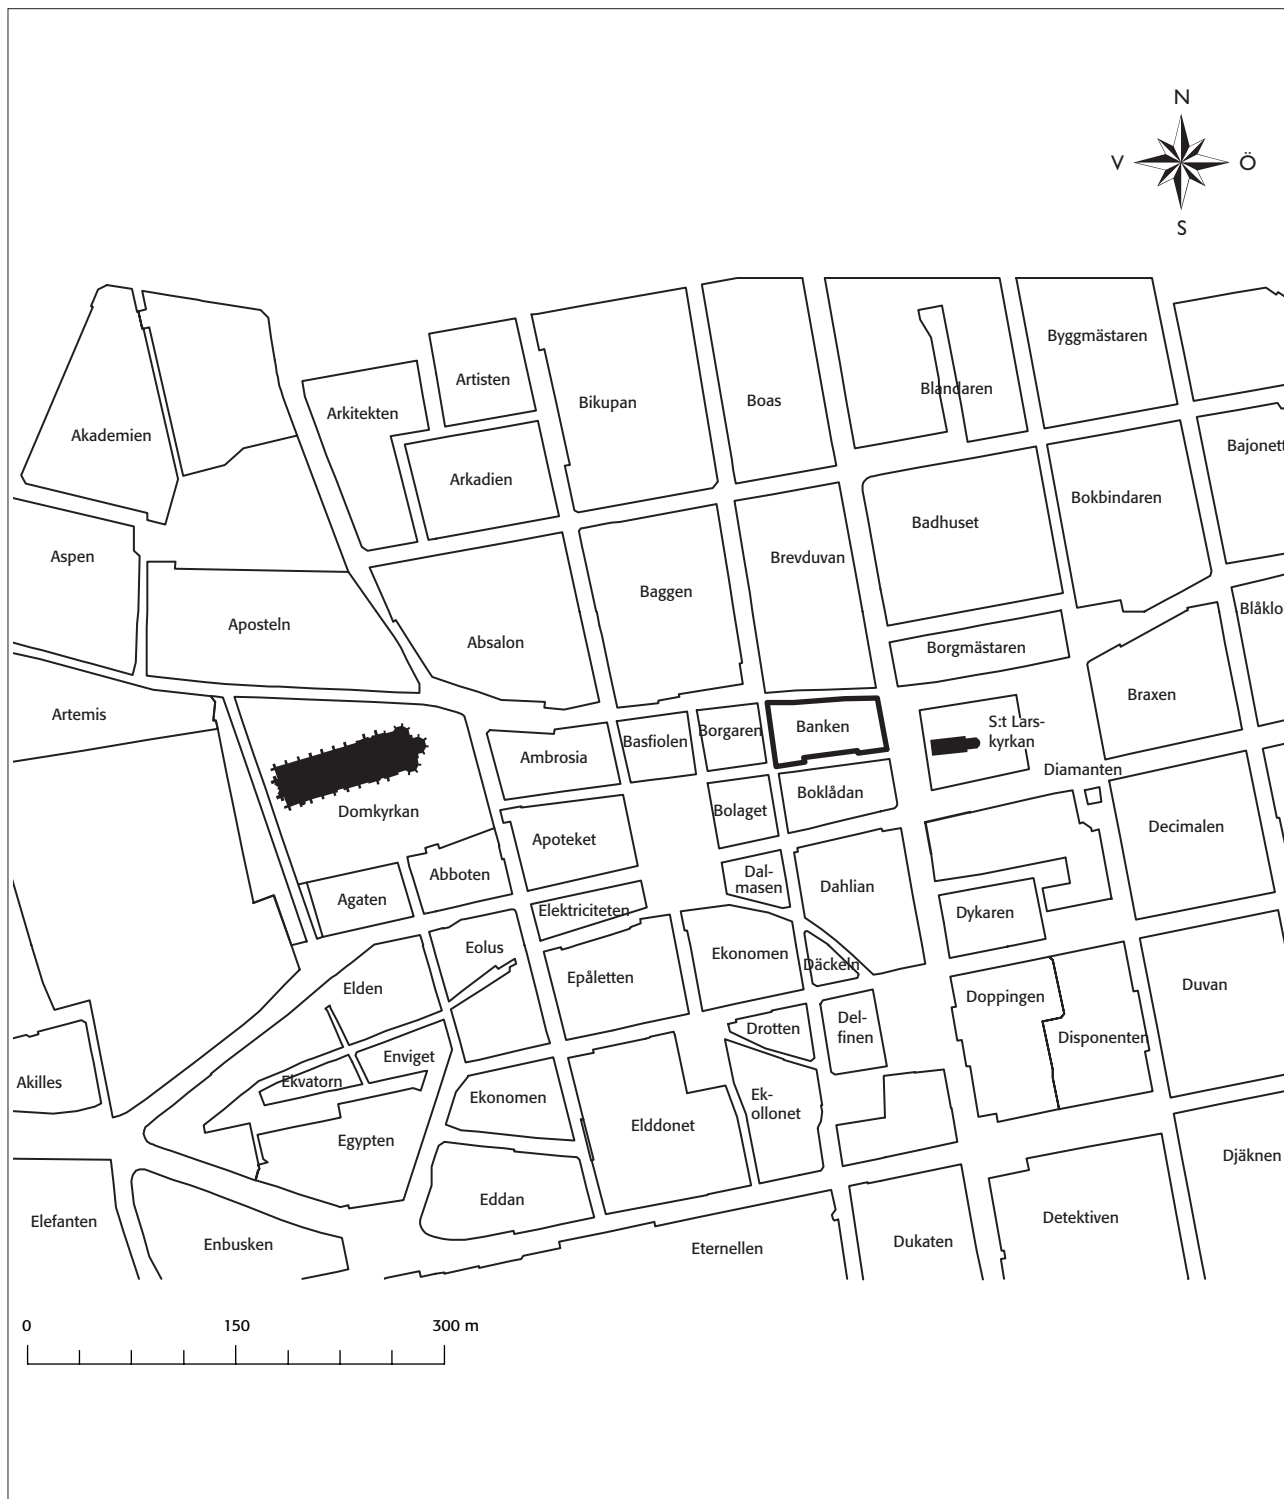 N
V
Ö
S
Byggmästaren
Artisten
Blandaren
Boas
Bikupan
Arkitekten
Akademien
Bajonett
Arkadien
Bokbindaren
Badhuset
Aspen
Brevduvan
Baggen
Blåklo
Aposteln
Absalon
Borgmästaren
Braxen
Artemis
S:t Lars-
kyrkan
Banken
Borgaren
Basfiolen
Ambrosia
Diamanten
Boklådan
Domkyrkan
Bolaget
Decimalen
Apoteket
Dal-
masen
Abboten
Dahlian
Agaten
Elektriciteten
Dykaren
Eolus
Ekonomen
Däckeln
Epåletten
Elden
Duvan
Doppingen
Del-
finen
Drotten
Disponenten
Enviget
Akilles
Ekvatorn
Ekonomen
Ek-
ollonet
Elddonet
Egypten
Djäknen
Eddan
Detektiven
Elefanten
Enbusken
Eternellen
Dukaten
0
150
300 m